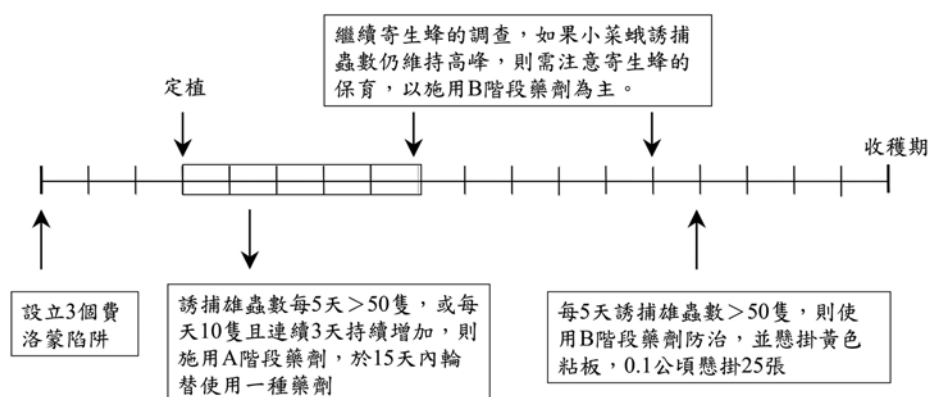 繼續寄生蜂的調查，如果小菜蛾誘捕
蟲數仍維持高峰，則需注意寄生蜂的
保育，以施用B階段藥劑為主。
定植
收穫期
設立3個費
洛蒙陷阱
誘捕雄蟲數每5天＞50隻，或每
天10隻且連續3天持續增加，則
施用A階段藥劑，於15天內輪
替使用一種藥劑
每5天誘捕雄蟲數＞50隻，則使
用B階段藥劑防治，並懸掛黃色
粘板，0.1公頃懸掛25張